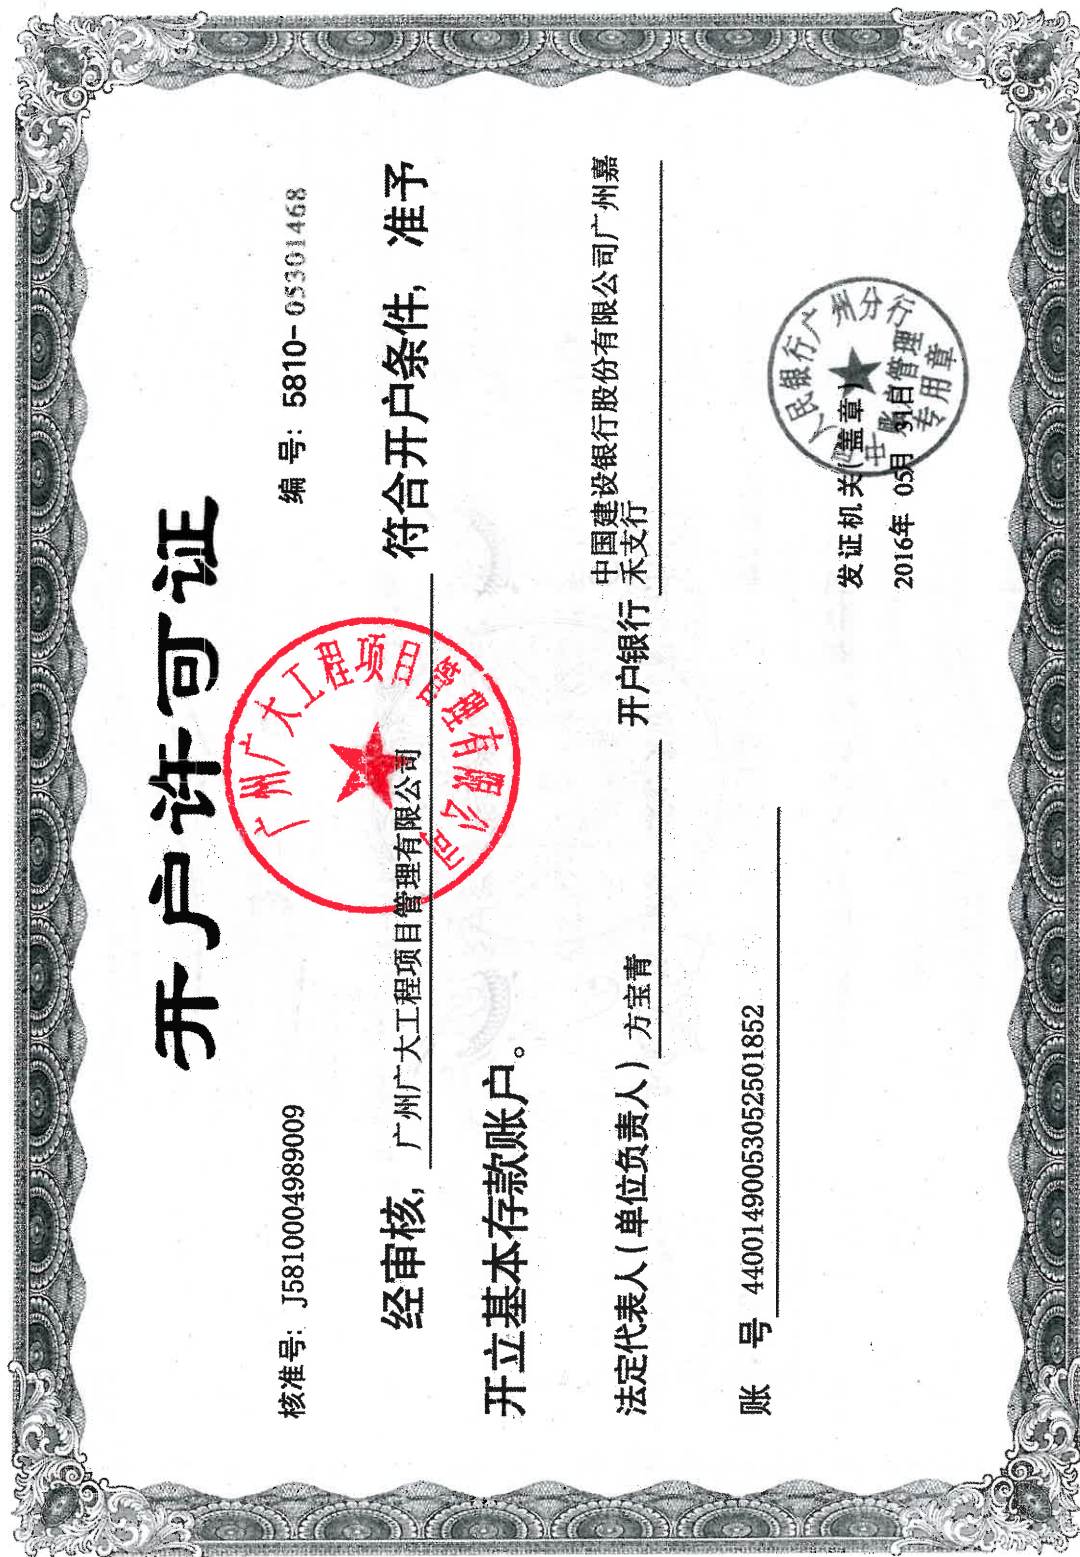 开户许可证
核准号: J5810004989009
编号: 5810-05301468
经审核, 广州广大工程项目管理有限公司 符合开户条件, 准予
开立基本存款账户。
法定代表人(单位负责人) 方宝青 开户银行 中国建设银行股份有限公司广州嘉
禾支行
账 号 44001490053052501852
发证机关(盖章)
2016年 05月 31日
广州广大工程项目管理有限公司
中国人民银行广州分行
账户管理
专用章